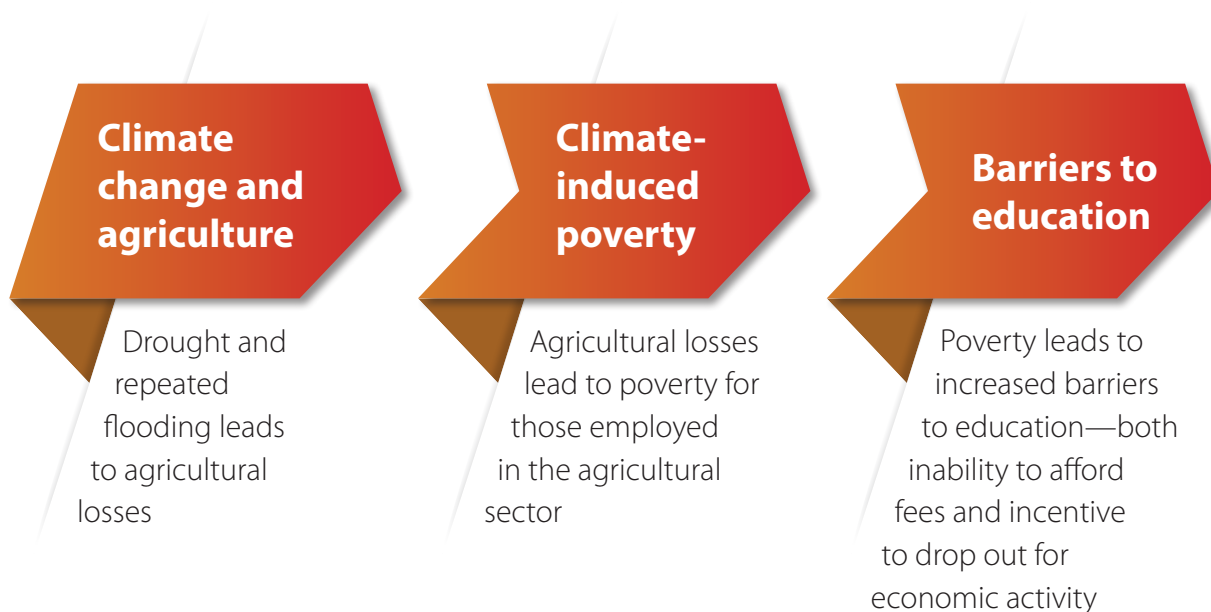 Climate
change and
agriculture
Drought and
repeated
flooding leads
to agricultural
losses
Climate-
induced
poverty
Agricultural losses
lead to poverty for
those employed
in the agricultural
sector
Barriers to
education
Poverty leads to
increased barriers
to education—both
inability to afford
fees and incentive
to drop out for
economic activity